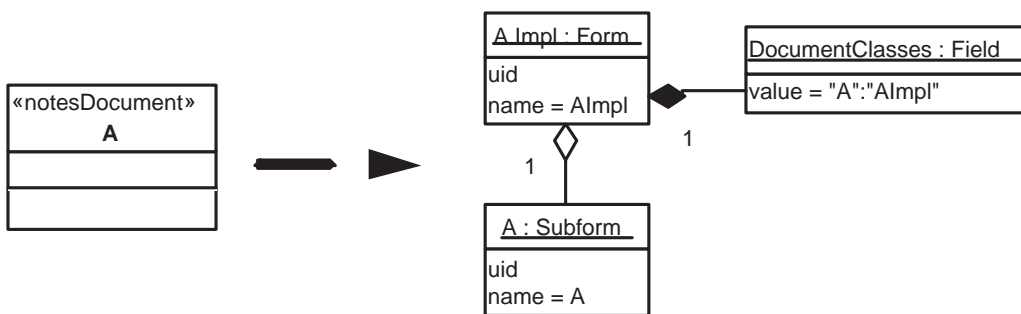 «notesDocument»
A
A Impl : Form
uid
name = AImpl
1
DocumentClasses : Field
value = "A":"AImpl"
1
A : Subform
uid
name = A